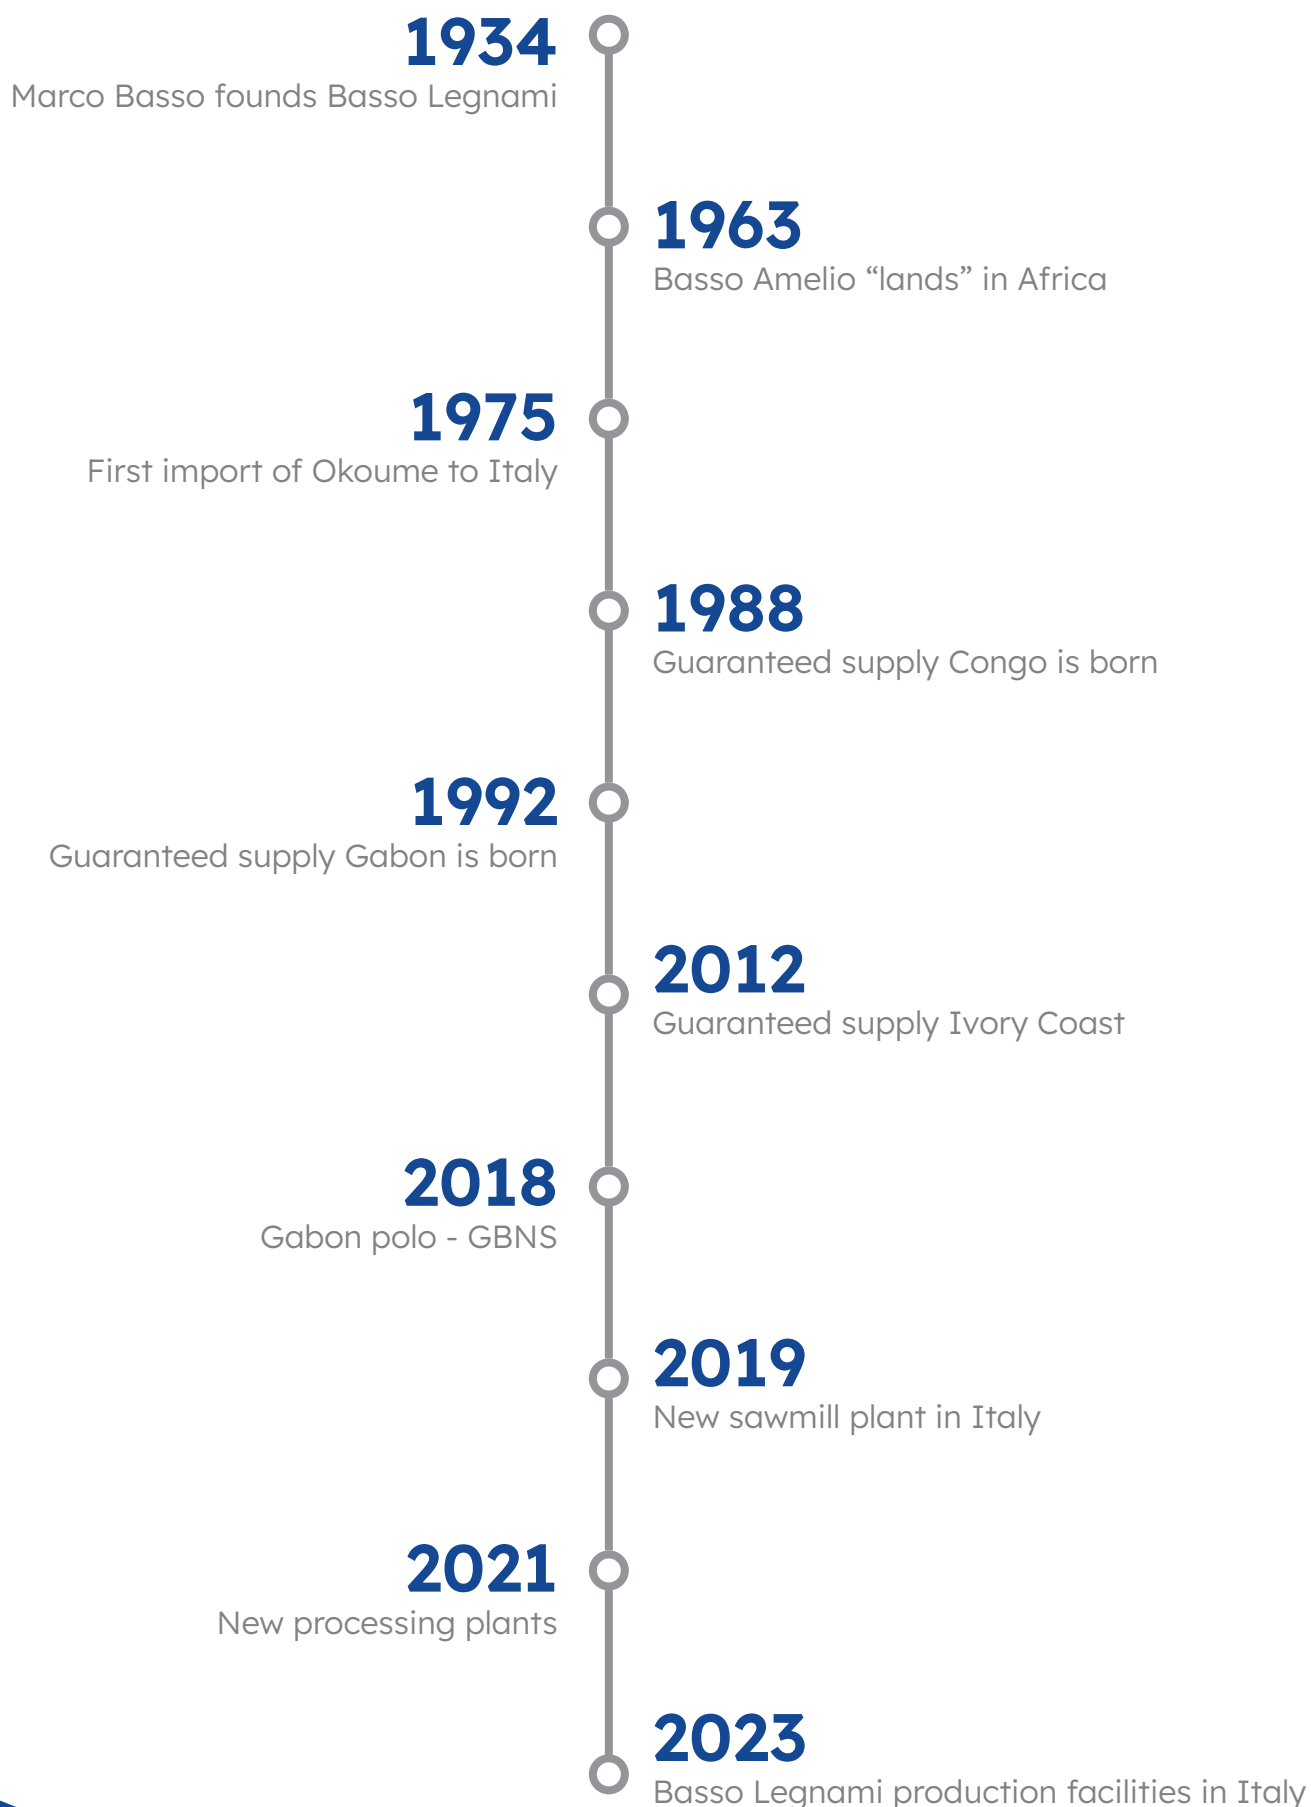 1934
Marco Basso founds Basso Legnami
1963
Basso Amelio “lands” in Africa
1975
First import of Okoume to Italy
1988
Guaranteed supply Congo is born
1992
Guaranteed supply Gabon is born
2012
Guaranteed supply Ivory Coast
2018
Gabon polo - GBNS
2019
New sawmill plant in Italy
2021
New processing plants
2023
Basso Legnami production facilities in Italy